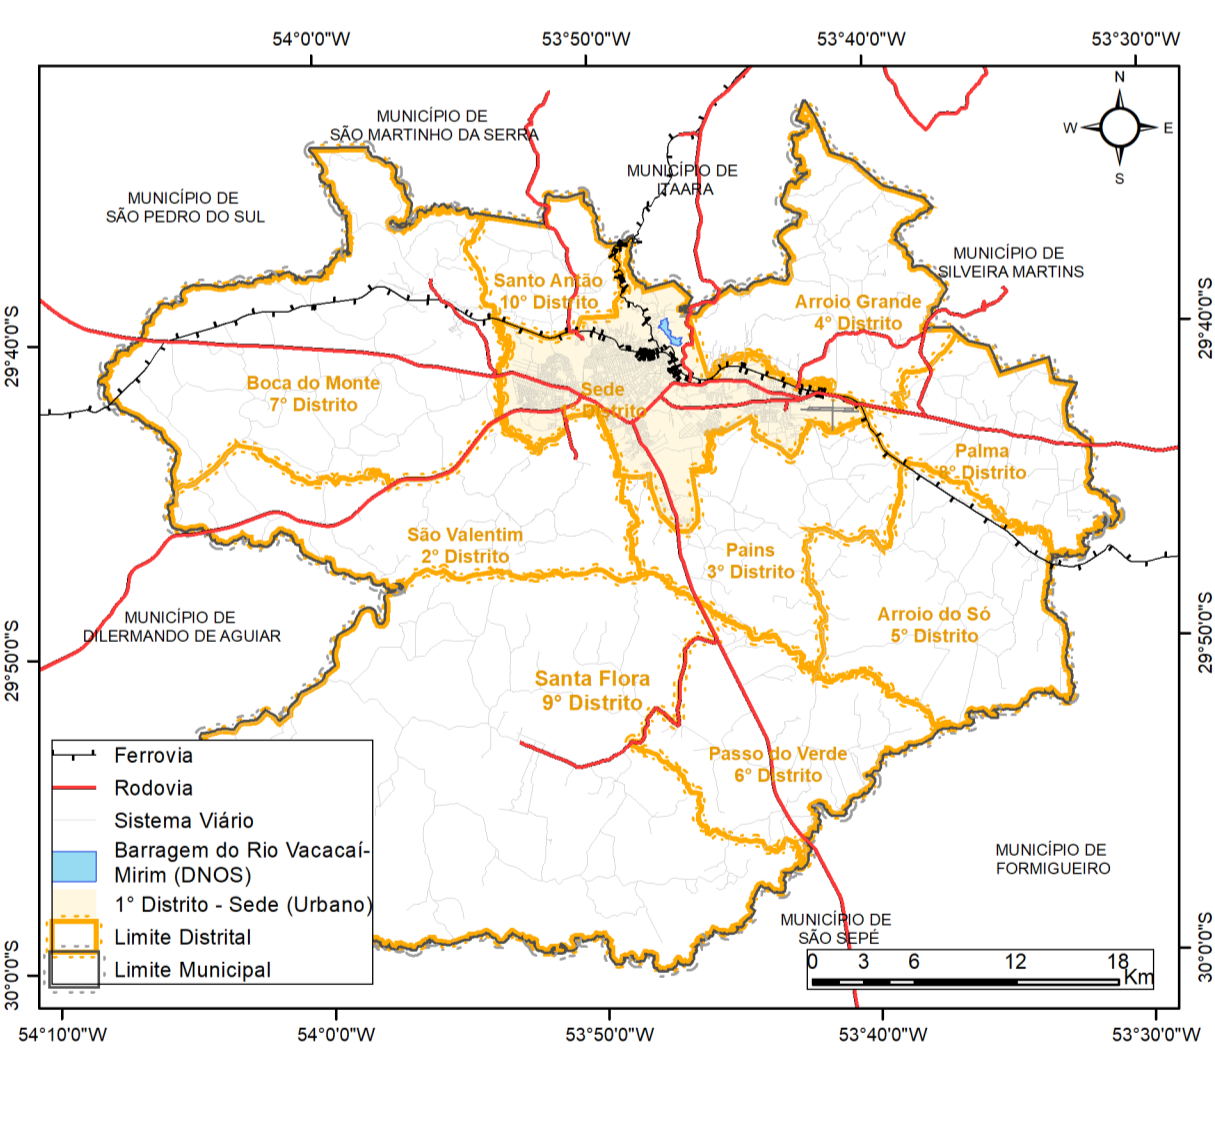 54°0'0"W
53°50'0"W
53°40'0"W
53°30'0"W
N
W
E
S
MUNICÍPIO DE
SÃO MARTINHO DA SERRA
MUNICÍPIO DE
ITAARA
MUNICÍPIO DE
SÃO PEDRO DO SUL
MUNICÍPIO DE
SILVEIRA MARTINS
Santo Antão
10° Distrito
Arroio Grande
4° Distrito
29°40'0"S
29°40'0"S
Boca do Monte
7° Distrito
Sede
Distrito
Palma
8° Distrito
São Valentim
2° Distrito
Pains
3° Distrito
Arroio do Só
5° Distrito
MUNICÍPIO DE
DILERMANDO DE AGUIAR
29°50'0"S
29°50'0"S
Santa Flora
9° Distrito
Passo do Verde
6° Distrito
Ferrovia
Rodovia
Sistema Viário
Barragem do Rio Vacacaí-
Mirim (DNOS)
1° Distrito - Sede (Urbano)
Limite Distrital
Limite Municipal
MUNICÍPIO DE
FORMIGUEIRO
MUNICÍPIO DE
SÃO SEPÉ
0 3 6 12 18
Km
30°0'0"S
30°0'0"S
54°10'0"W
54°0'0"W
53°50'0"W
53°40'0"W
53°30'0"W